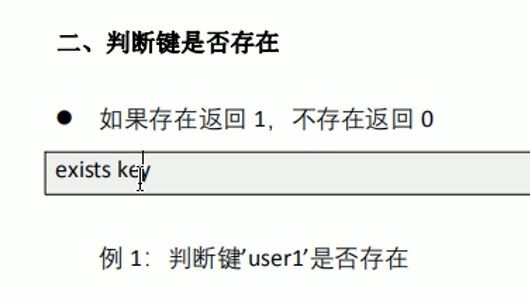 二、判断键是否存在
● 如果存在返回 1，不存在返回 0
exists key
例 1：判断键'user1'是否存在